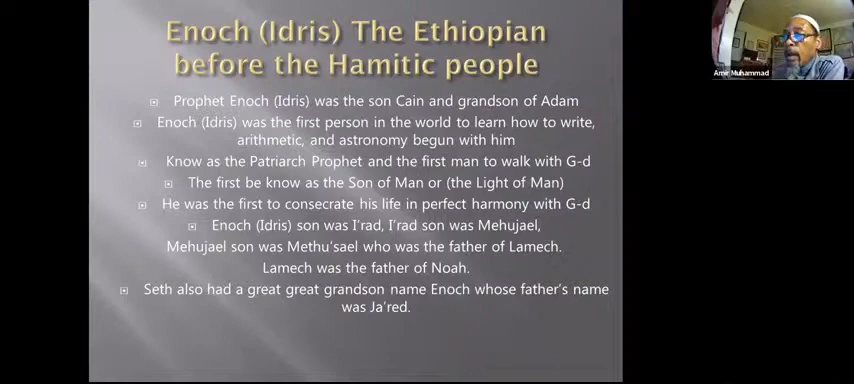 Enoch (Idris) The Ethiopian
before the Hamitic people
Prophet Enoch (Idris) was the son Cain and grandson of Adam
Enoch (Idris) was the first person in the world to learn how to write,
arithmetic, and astronomy begun with him
Know as the Patriarch Prophet and the first man to walk with G-d
The first be know as the Son of Man or (the Light of Man)
He was the first to consecrate his life in perfect harmony with G-d
Enoch (Idris) son was I'rad, I'rad son was Mehujael,
Mehujael son was Methu'sael who was the father of Lamech.
Lamech was the father of Noah.
Seth also had a great great grandson name Enoch whose father's name
was Ja'red.
Amir Muhammad